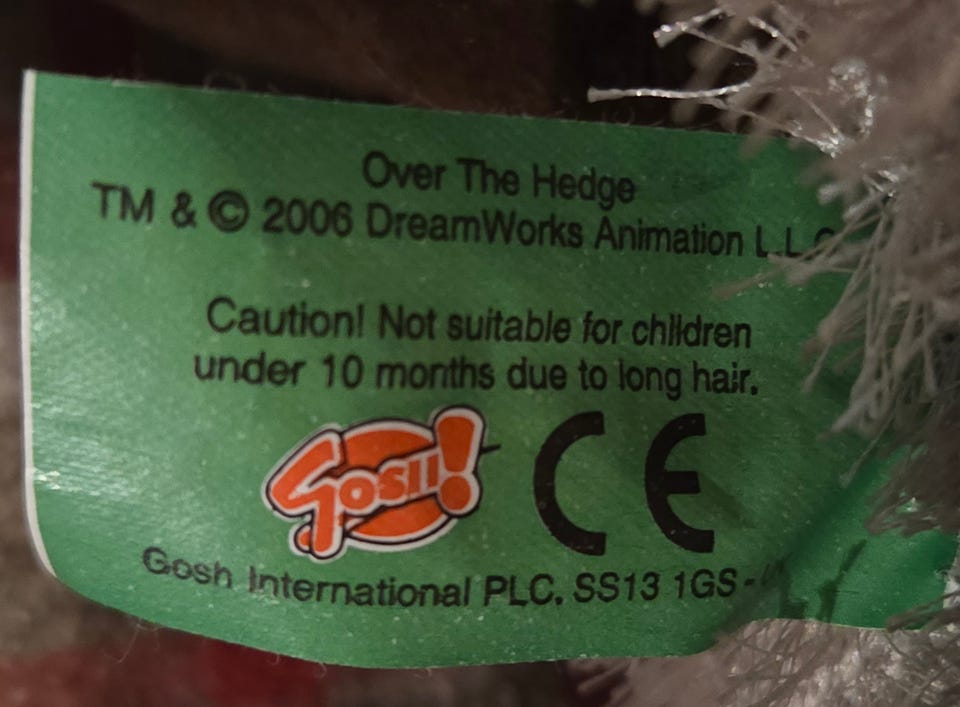 Over The Hedge
TM & © 2006 DreamWorks Animation L.L.C
Caution! Not suitable for children
under 10 months due to long hair.
Gosh!
CE
Gosh International PLC. SS13 1GS -